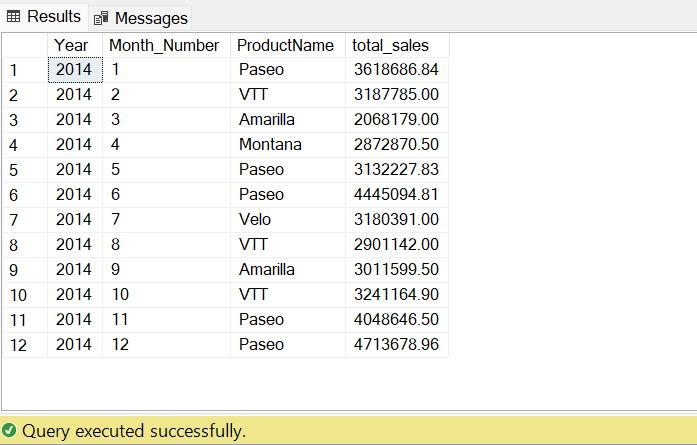 Results Messages
Year Month_Number ProductName total_sales
1 2014 1 Paseo 3618686.84
2 2014 2 VTT 3187785.00
3 2014 3 Amarilla 2068179.00
4 2014 4 Montana 2872870.50
5 2014 5 Paseo 3132227.83
6 2014 6 Paseo 4445094.81
7 2014 7 Velo 3180391.00
8 2014 8 VTT 2901142.00
9 2014 9 Amarilla 3011599.50
10 2014 10 VTT 3241164.90
11 2014 11 Paseo 4048646.50
12 2014 12 Paseo 4713678.96
Query executed successfully.